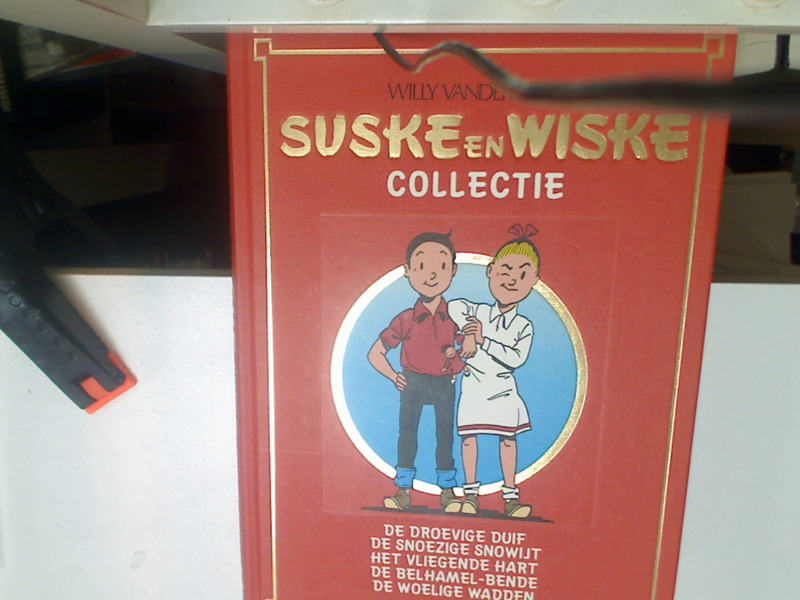 WILLY
SUSKE EN WISKE
COLLECTIE
DE DROEVIGE DUIF
DE SNOEZIGE SNOWIJT
HET VLIEGENDE HART
DE BELHAMEL-BENDE
DE WOELIGE WADDEN